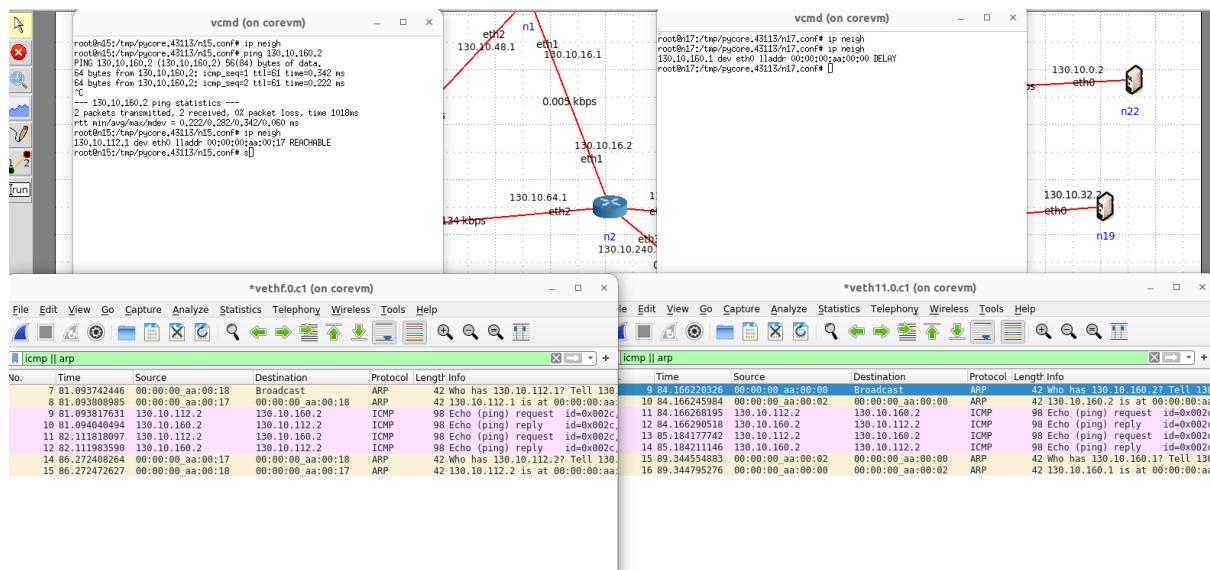 vcmd (on corevm)
root@n15:/tmp/pycore.43113/n15.conf# ip neigh
root@n15:/tmp/pycore.43113/n15.conf# ping 130.10.160.2
PING 130.10.160.2 (130.10.160.2) 56(84) bytes of data.
64 bytes from 130.10.160.2: icmp_seq=1 ttl=61 time=0.342 ms
64 bytes from 130.10.160.2: icmp_seq=2 ttl=61 time=0.222 ms
^C
--- 130.10.160.2 ping statistics ---
2 packets transmitted, 2 received, 0% packet loss, time 1018ms
rtt min/avg/max/mdev = 0.222/0.282/0.342/0.060 ms
root@n15:/tmp/pycore.43113/n15.conf# ip neigh
130.10.112.1 dev eth0 lladdr 00:00:00:aa:00:17 REACHABLE
root@n15:/tmp/pycore.43113/n15.conf# s
run
n1
eth2
130.10.48.1
eth1
130.10.16.1
0.005 kbps
130.10.16.2
eth1
130.10.64.1
eth2
134 kbps
n2
130.10.240.
vcmd (on corevm)
root@n17:/tmp/pycore.43113/n17.conf# ip neigh
root@n17:/tmp/pycore.43113/n17.conf# ip neigh
130.10.160.1 dev eth0 lladdr 00:00:00:aa:00:00 DELAY
root@n17:/tmp/pycore.43113/n17.conf#
130.10.0.2
eth0
n22
130.10.32.2
eth0
n19
*vethf.0.c1 (on corevm)
File Edit View Go Capture Analyze Statistics Telephony Wireless Tools Help
icmp || arp
No. Time Source Destination Protocol Length Info
7 81.093742446 00:00:00_aa:00:18 Broadcast ARP 42 Who has 130.10.112.1? Tell 130
8 81.093808985 00:00:00_aa:00:17 00:00:00_aa:00:18 ARP 42 130.10.112.1 is at 00:00:00:aa
9 81.093817631 130.10.112.2 130.10.160.2 ICMP 98 Echo (ping) request id=0x002c,
10 81.094040494 130.10.160.2 130.10.112.2 ICMP 98 Echo (ping) reply id=0x002c,
11 82.111818097 130.10.112.2 130.10.160.2 ICMP 98 Echo (ping) request id=0x002c,
12 82.111983590 130.10.160.2 130.10.112.2 ICMP 98 Echo (ping) reply id=0x002c,
14 86.272408264 00:00:00_aa:00:17 00:00:00_aa:00:18 ARP 42 Who has 130.10.112.2? Tell 130
15 86.272472627 00:00:00_aa:00:18 00:00:00_aa:00:17 ARP 42 130.10.112.2 is at 00:00:00:aa
*veth11.0.c1 (on corevm)
le Edit View Go Capture Analyze Statistics Telephony Wireless Tools Help
icmp || arp
Time Source Destination Protocol Length Info
9 84.166220326 00:00:00_aa:00:00 Broadcast ARP 42 Who has 130.10.160.2? Tell 130
10 84.166245984 00:00:00_aa:00:02 00:00:00_aa:00:00 ARP 42 130.10.160.2 is at 00:00:00:aa
11 84.166268195 130.10.112.2 130.10.160.2 ICMP 98 Echo (ping) request id=0x002c
12 84.166290518 130.10.160.2 130.10.112.2 ICMP 98 Echo (ping) reply id=0x002c
13 85.184177742 130.10.112.2 130.10.160.2 ICMP 98 Echo (ping) request id=0x002c
14 85.184211146 130.10.160.2 130.10.112.2 ICMP 98 Echo (ping) reply id=0x002c
15 89.344554883 00:00:00_aa:00:02 00:00:00_aa:00:00 ARP 42 Who has 130.10.160.1? Tell 130
16 89.344795276 00:00:00_aa:00:00 00:00:00_aa:00:02 ARP 42 130.10.160.1 is at 00:00:00:aa